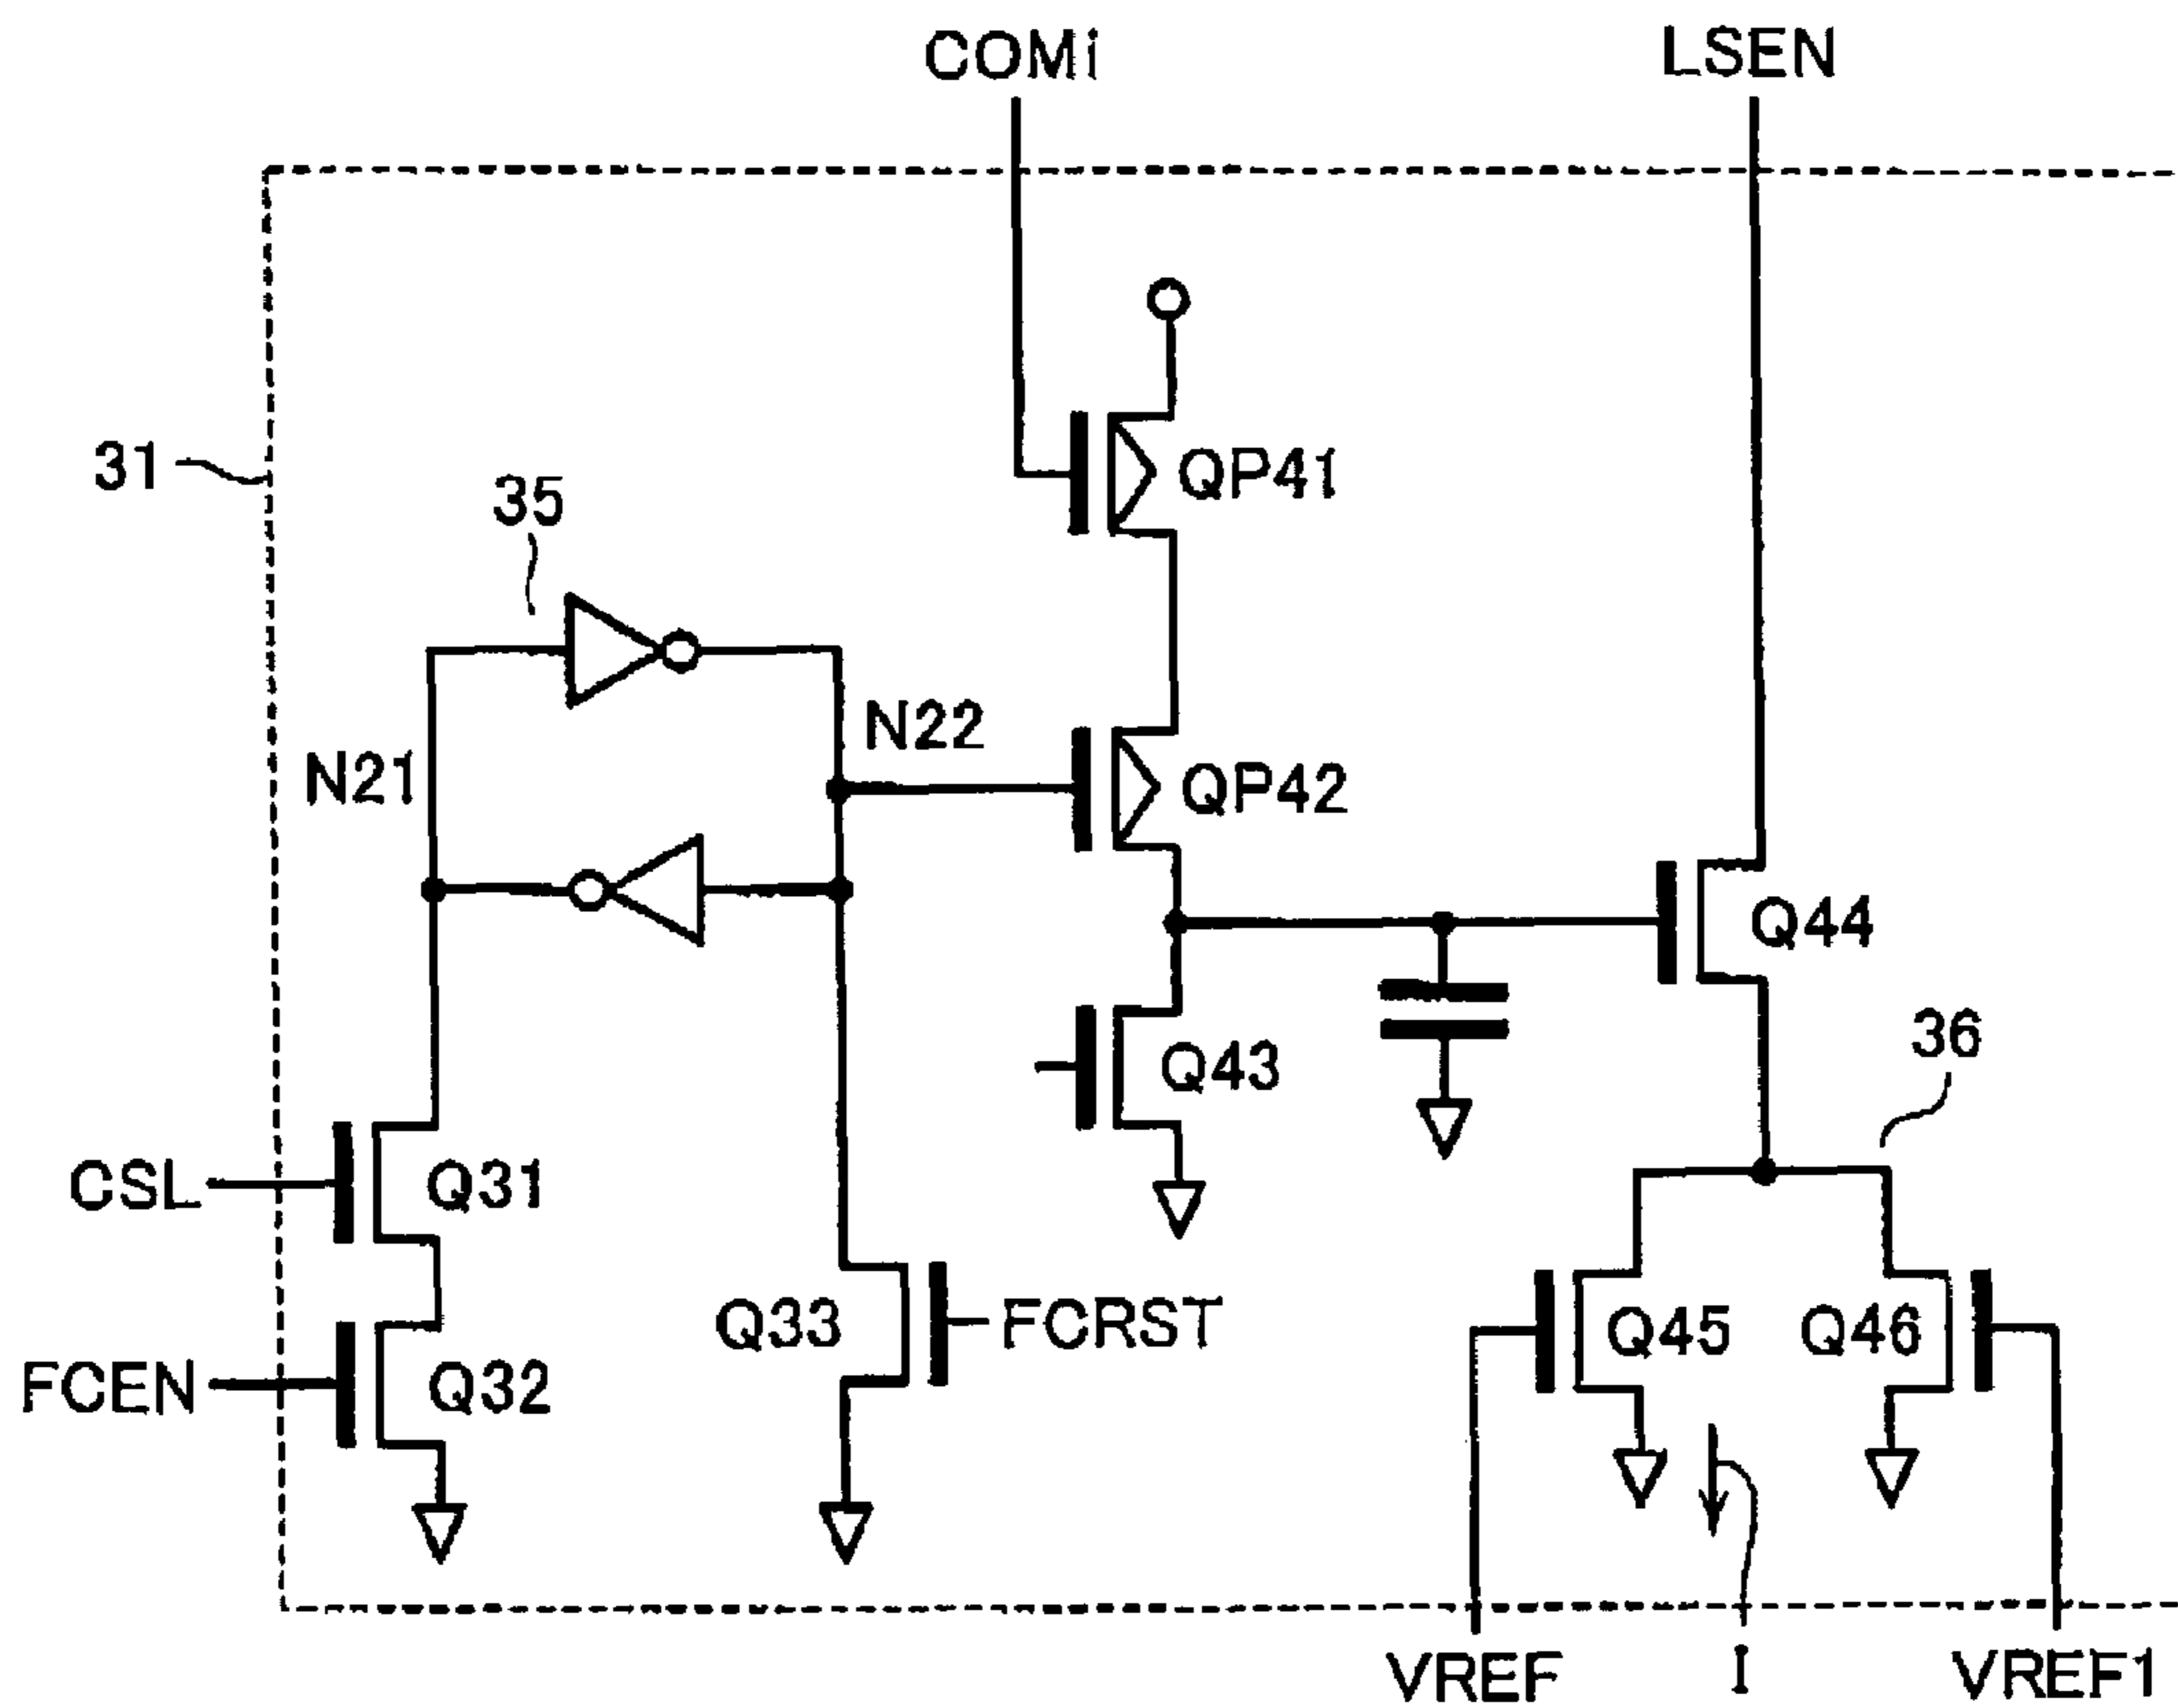 COMi
LSEN
31
35
QP41
N22
N21
QP42
Q44
Q43
36
CSL
Q31
Q33
FCRST
Q45
Q46
FCEN
Q32
VREF
I
VREF1